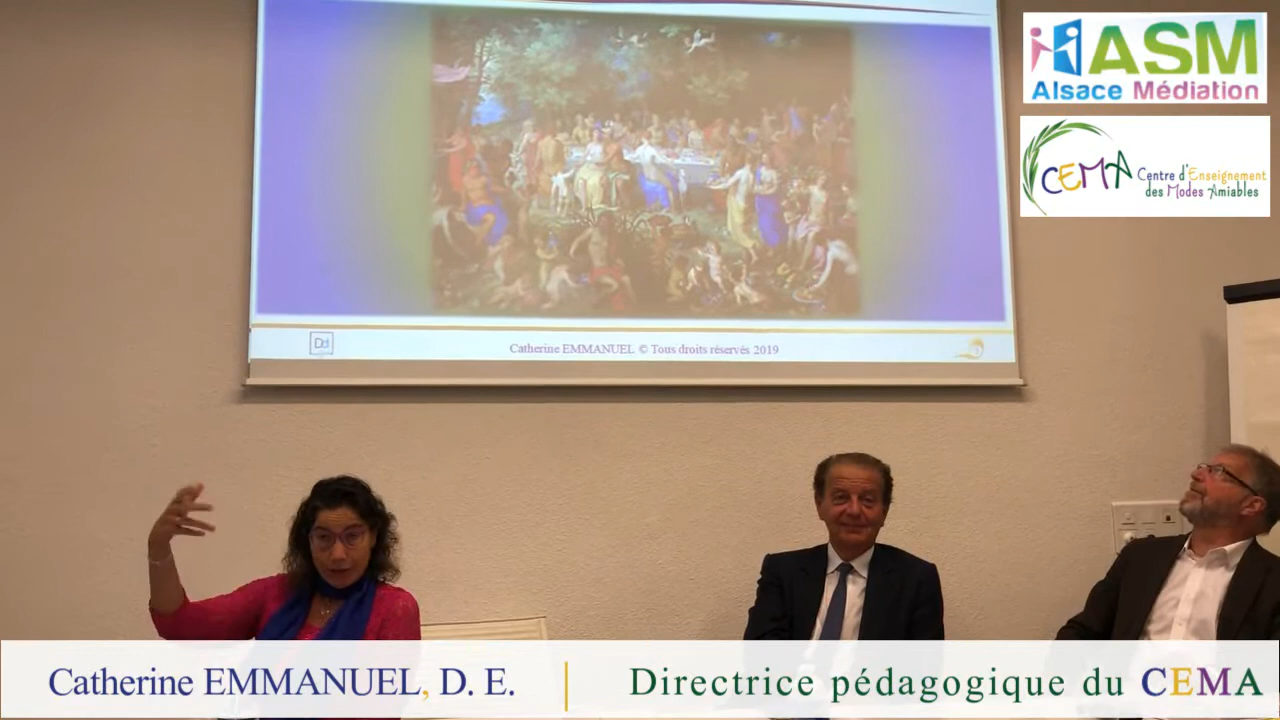 ASM
Alsace Médiation
CEMA Centre d'Enseignement
des Modes Amiables
Dd
Catherine EMMANUEL © Tous droits réservés 2019
Catherine EMMANUEL, D. E. | Directrice pédagogique du CEMA